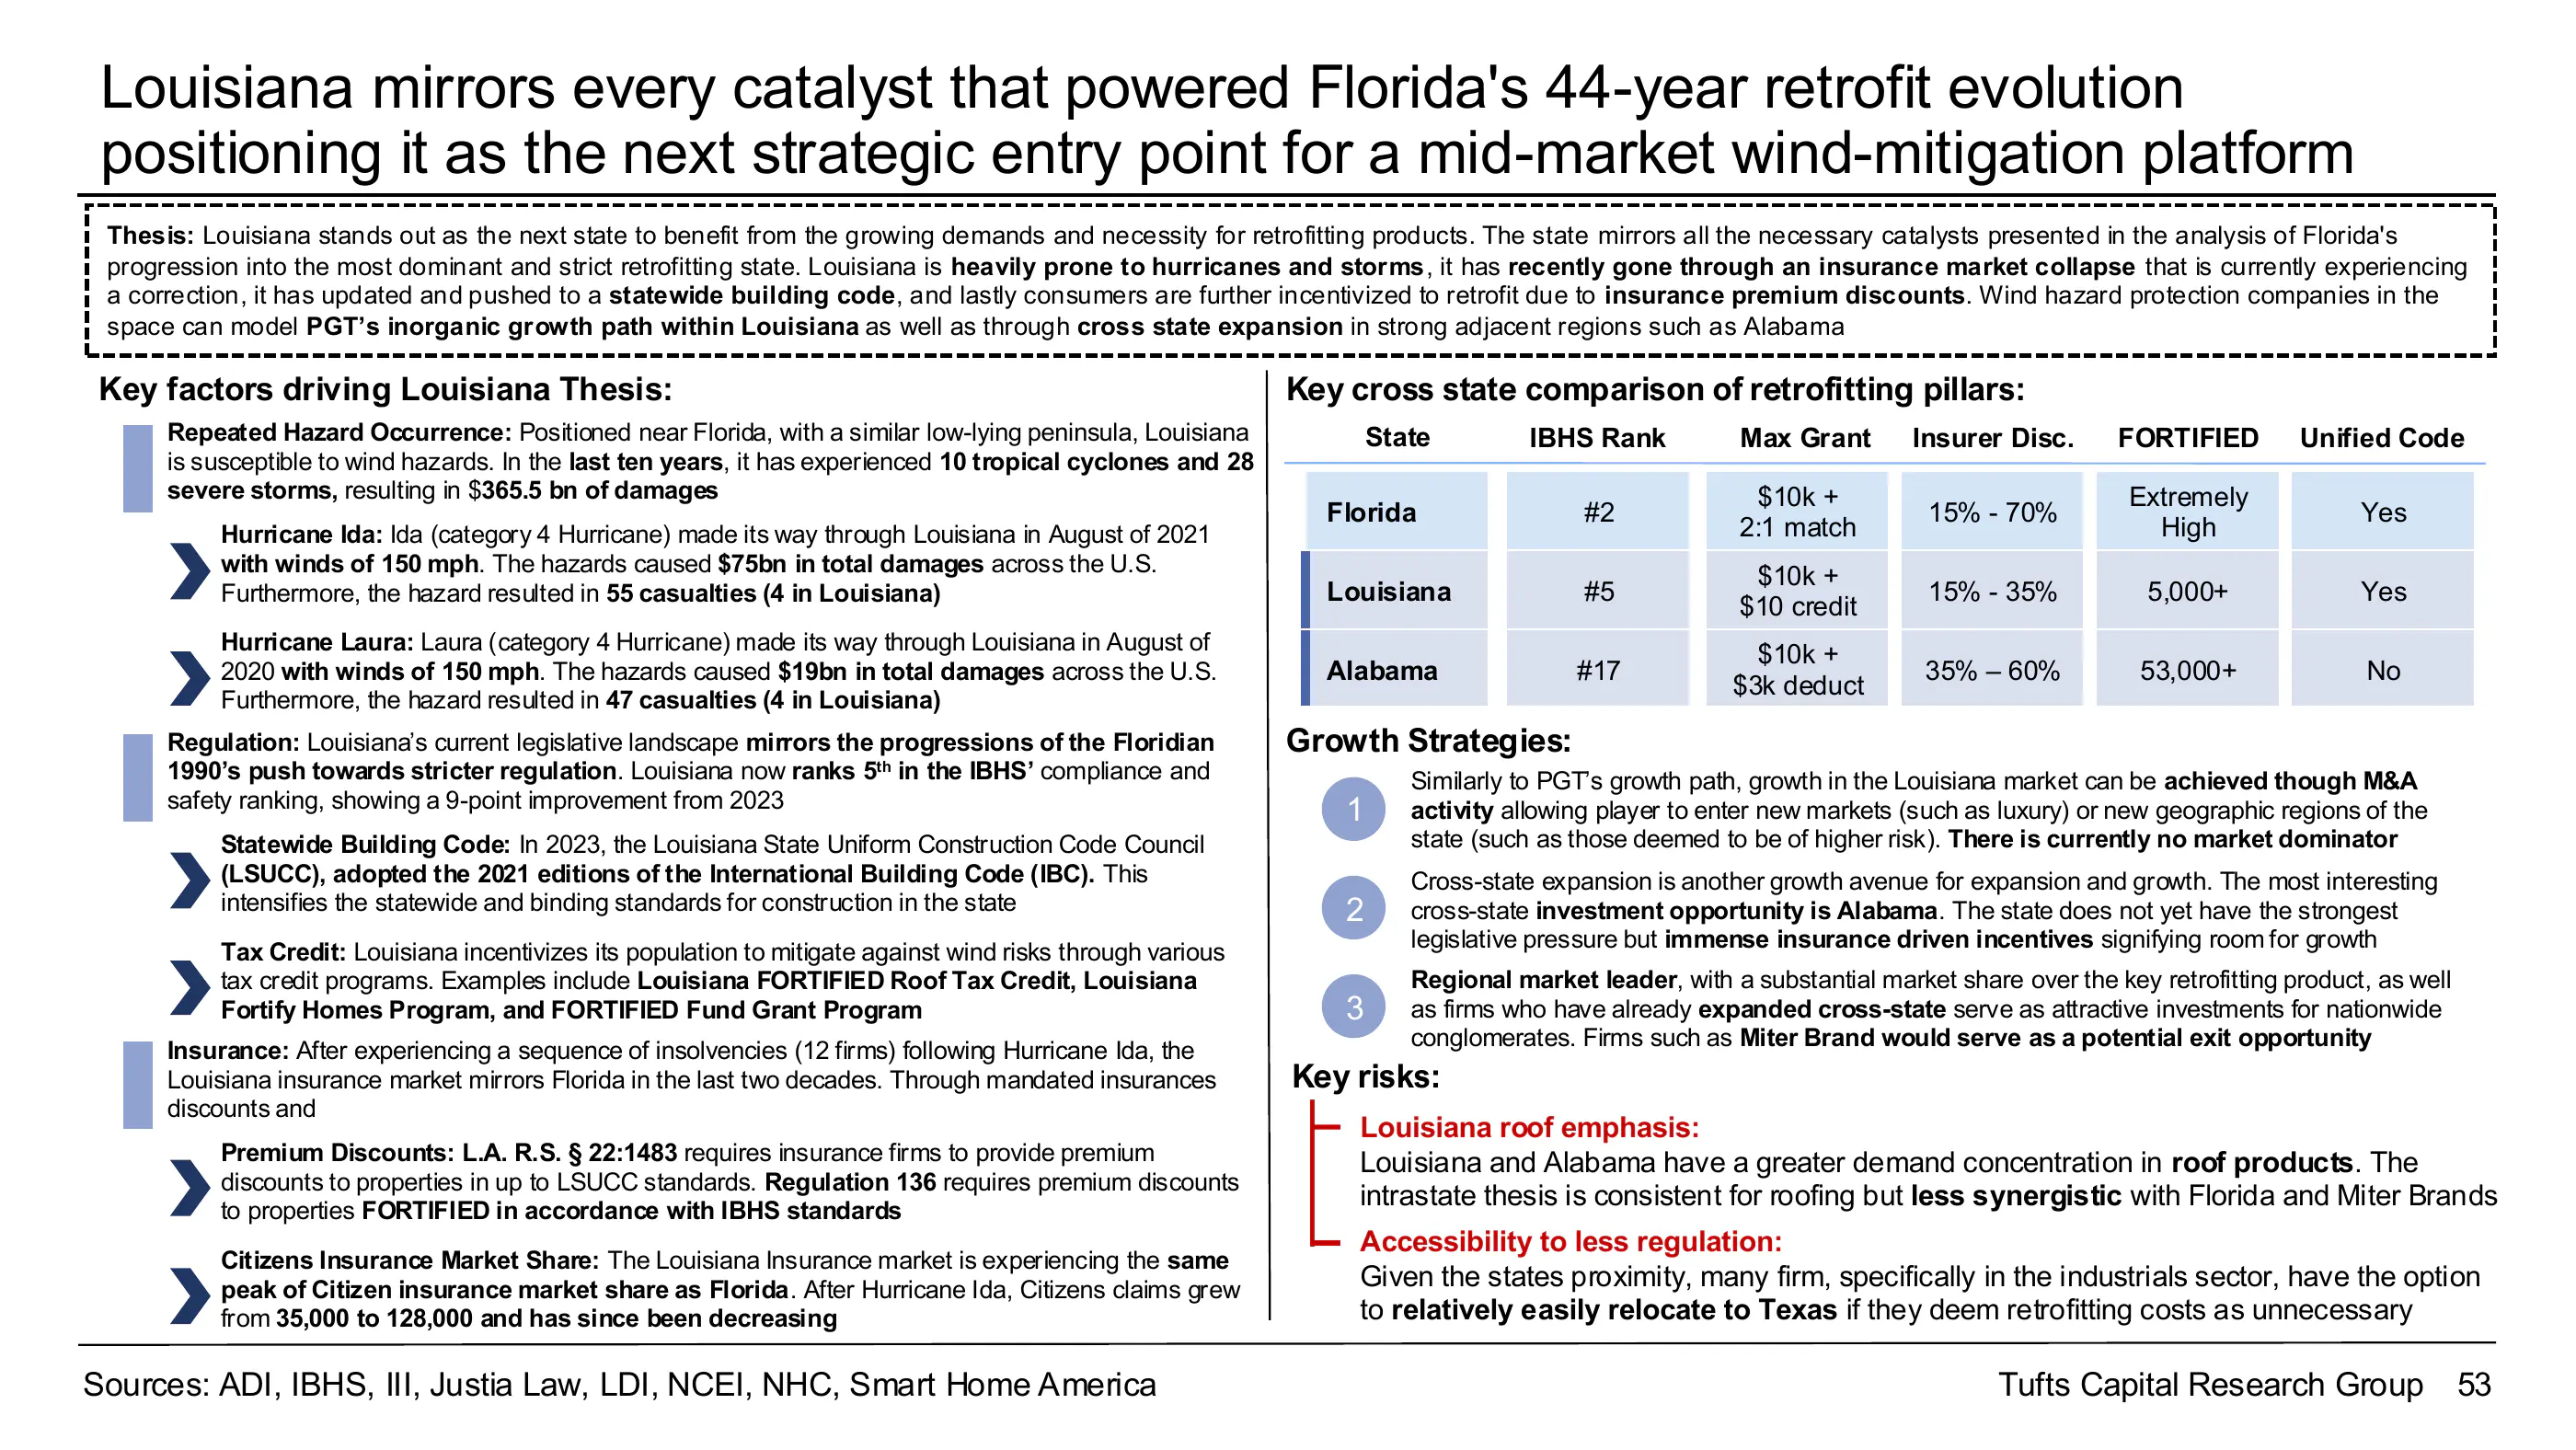 Louisiana mirrors every catalyst that powered Florida's 44-year retrofit evolution
positioning it as the next strategic entry point for a mid-market wind-mitigation platform
Thesis: Louisiana stands out as the next state to benefit from the growing demands and necessity for retrofitting products. The state mirrors all the necessary catalysts presented in the analysis of Florida's
progression into the most dominant and strict retrofitting state. Louisiana is heavily prone to hurricanes and storms, it has recently gone through an insurance market collapse that is currently experiencing
a correction, it has updated and pushed to a statewide building code, and lastly consumers are further incentivized to retrofit due to insurance premium discounts. Wind hazard protection companies in the
space can model PGT’s inorganic growth path within Louisiana as well as through cross state expansion in strong adjacent regions such as Alabama
Key factors driving Louisiana Thesis:
Repeated Hazard Occurrence: Positioned near Florida, with a similar low-lying peninsula, Louisiana
is susceptible to wind hazards. In the last ten years, it has experienced 10 tropical cyclones and 28
severe storms, resulting in $365.5 bn of damages
Hurricane Ida: Ida (category 4 Hurricane) made its way through Louisiana in August of 2021
with winds of 150 mph. The hazards caused $75bn in total damages across the U.S.
Furthermore, the hazard resulted in 55 casualties (4 in Louisiana)
Hurricane Laura: Laura (category 4 Hurricane) made its way through Louisiana in August of
2020 with winds of 150 mph. The hazards caused $19bn in total damages across the U.S.
Furthermore, the hazard resulted in 47 casualties (4 in Louisiana)
Regulation: Louisiana’s current legislative landscape mirrors the progressions of the Floridian
1990’s push towards stricter regulation. Louisiana now ranks 5th in the IBHS’ compliance and
safety ranking, showing a 9-point improvement from 2023
Statewide Building Code: In 2023, the Louisiana State Uniform Construction Code Council
(LSUCC), adopted the 2021 editions of the International Building Code (IBC). This
intensifies the statewide and binding standards for construction in the state
Tax Credit: Louisiana incentivizes its population to mitigate against wind risks through various
tax credit programs. Examples include Louisiana FORTIFIED Roof Tax Credit, Louisiana
Fortify Homes Program, and FORTIFIED Fund Grant Program
Insurance: After experiencing a sequence of insolvencies (12 firms) following Hurricane Ida, the
Louisiana insurance market mirrors Florida in the last two decades. Through mandated insurances
discounts and
Premium Discounts: L.A. R.S. § 22:1483 requires insurance firms to provide premium
discounts to properties in up to LSUCC standards. Regulation 136 requires premium discounts
to properties FORTIFIED in accordance with IBHS standards
Citizens Insurance Market Share: The Louisiana Insurance market is experiencing the same
peak of Citizen insurance market share as Florida. After Hurricane Ida, Citizens claims grew
from 35,000 to 128,000 and has since been decreasing
Key cross state comparison of retrofitting pillars:
State IBHS Rank Max Grant Insurer Disc. FORTIFIED Unified Code
Florida #2 $10k + 2:1 match 15% - 70% Extremely High Yes
Louisiana #5 $10k + $10 credit 15% - 35% 5,000+ Yes
Alabama #17 $10k + $3k deduct 35% – 60% 53,000+ No
Growth Strategies:
1
Similarly to PGT’s growth path, growth in the Louisiana market can be achieved though M&A
activity allowing player to enter new markets (such as luxury) or new geographic regions of the
state (such as those deemed to be of higher risk). There is currently no market dominator
2
Cross-state expansion is another growth avenue for expansion and growth. The most interesting
cross-state investment opportunity is Alabama. The state does not yet have the strongest
legislative pressure but immense insurance driven incentives signifying room for growth
3
Regional market leader, with a substantial market share over the key retrofitting product, as well
as firms who have already expanded cross-state serve as attractive investments for nationwide
conglomerates. Firms such as Miter Brand would serve as a potential exit opportunity
Key risks:
Louisiana roof emphasis:
Louisiana and Alabama have a greater demand concentration in roof products. The
intrastate thesis is consistent for roofing but less synergistic with Florida and Miter Brands
Accessibility to less regulation:
Given the states proximity, many firm, specifically in the industrials sector, have the option
to relatively easily relocate to Texas if they deem retrofitting costs as unnecessary
Sources: ADI, IBHS, III, Justia Law, LDI, NCEI, NHC, Smart Home America
Tufts Capital Research Group 53